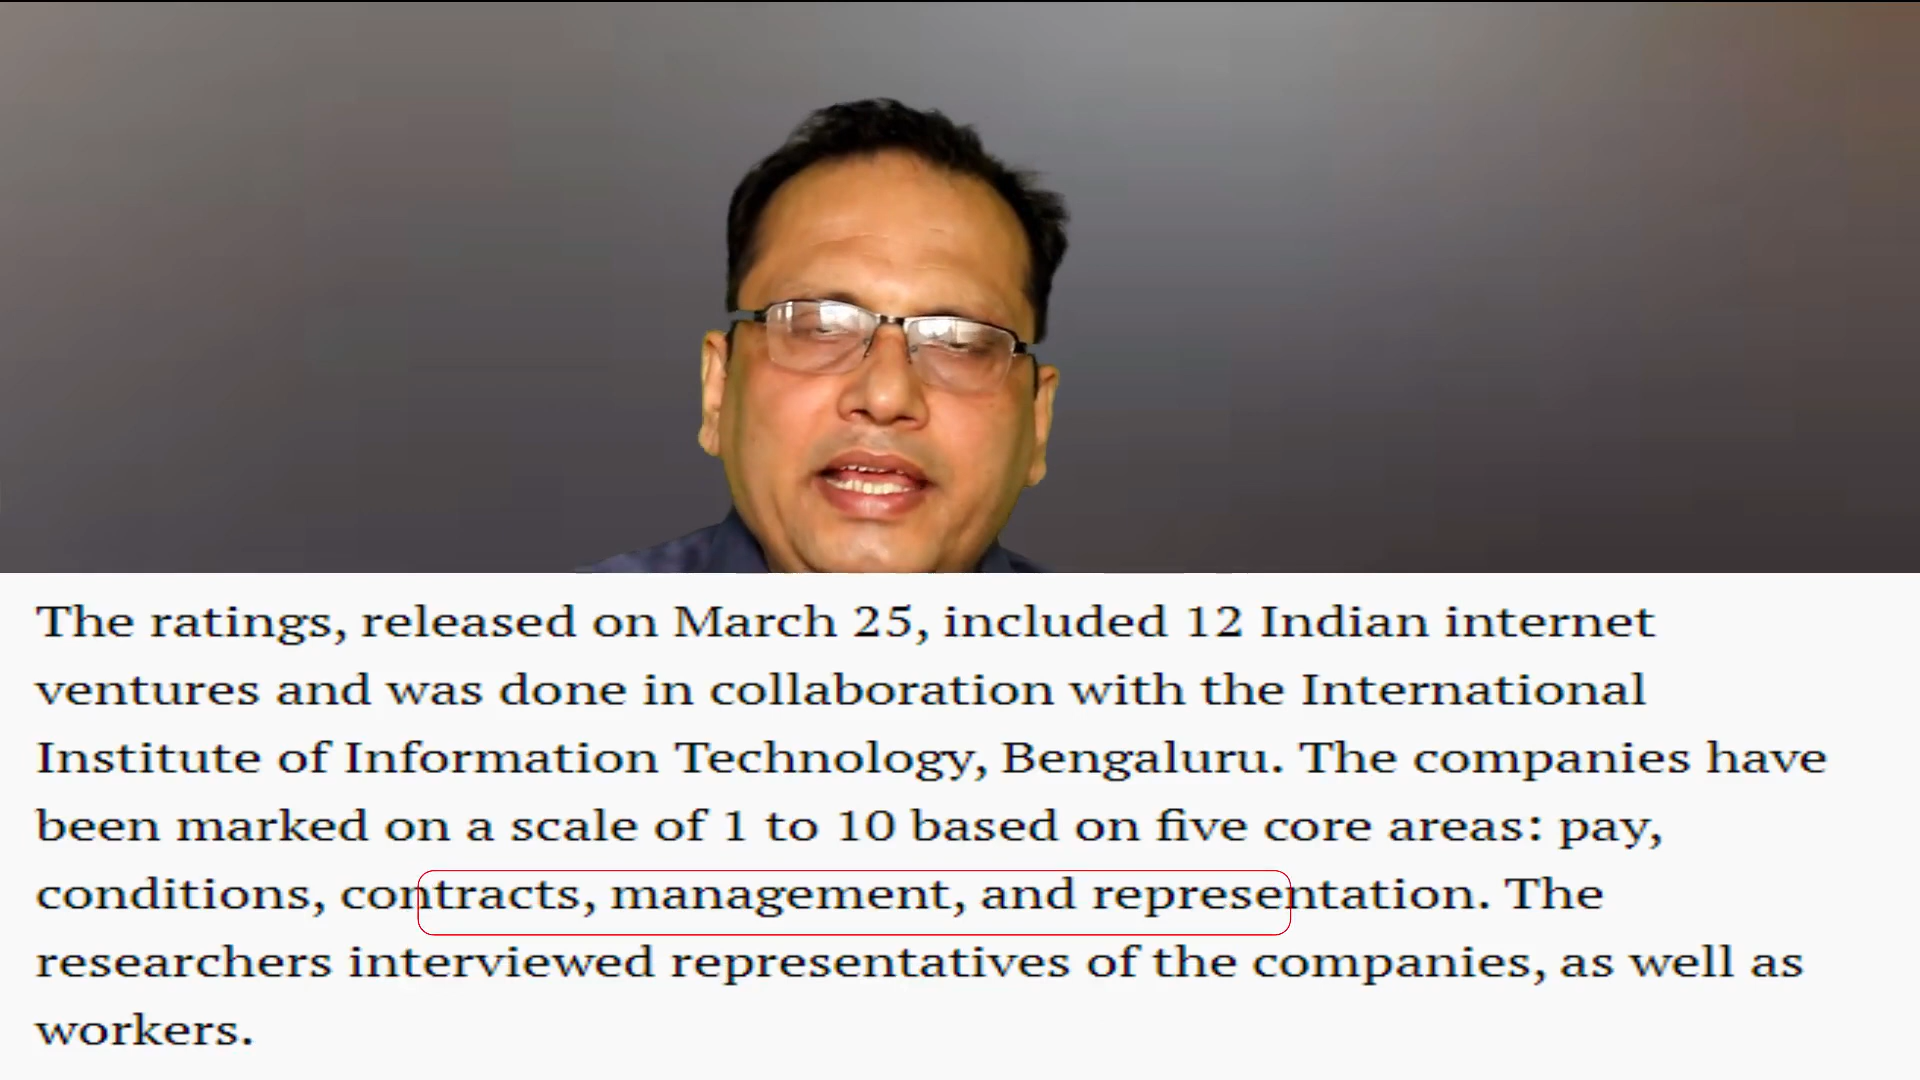 The ratings, released on March 25, included 12 Indian internet
ventures and was done in collaboration with the International
Institute of Information Technology, Bengaluru. The companies have
been marked on a scale of 1 to 10 based on five core areas: pay,
conditions, contracts, management, and representation. The
researchers interviewed representatives of the companies, as well as
workers.